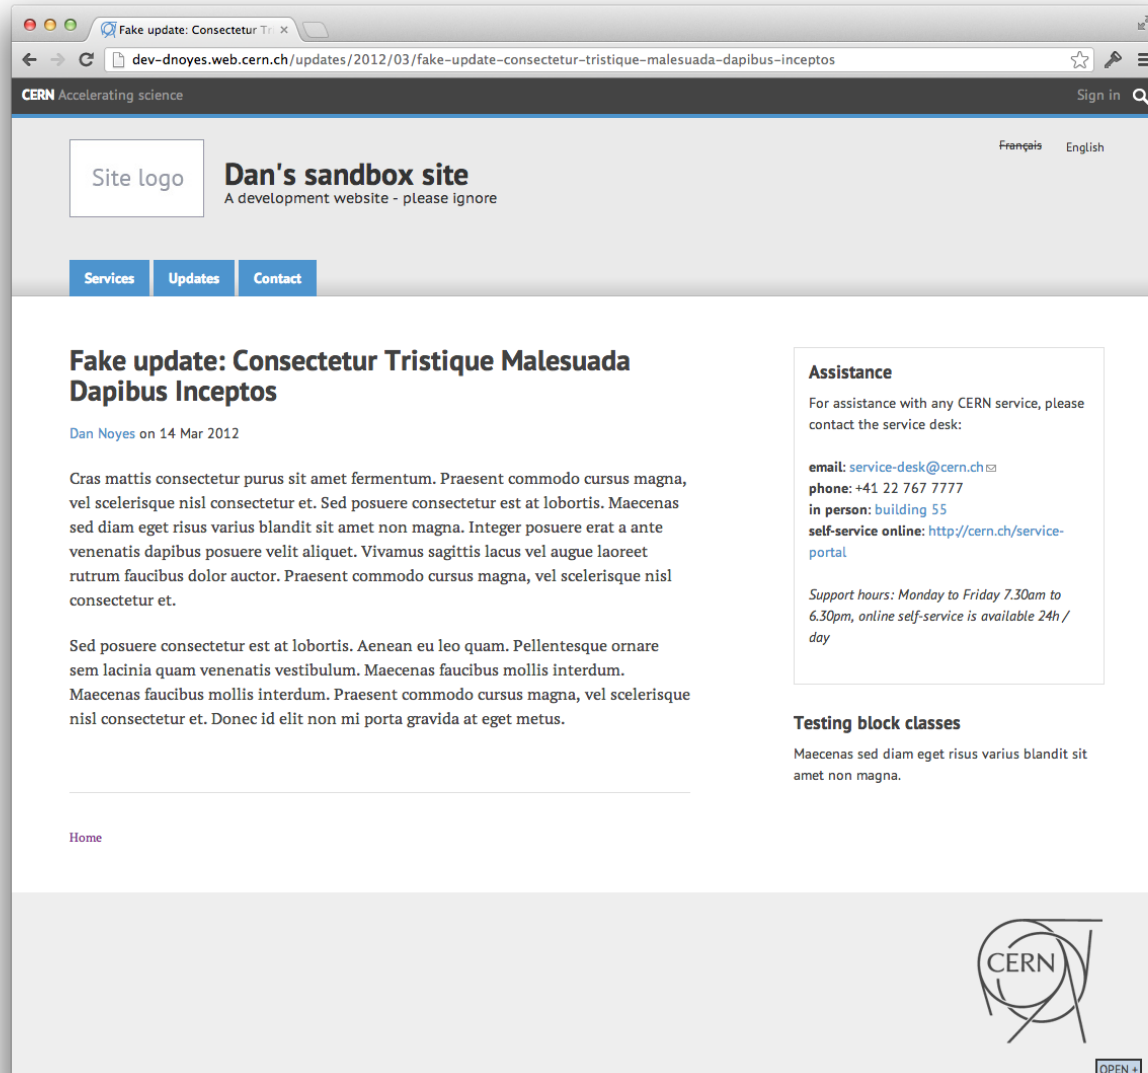 Fake update: Consectetur Tr
dev-dnoyes.web.cern.ch/updates/2012/03/fake-update-consectetur-tristique-malesuada-dapibus-inceptos
CERN Accelerating science
Sign in
Français English
Site logo
Dan's sandbox site
A development website - please ignore
Services Updates Contact
Fake update: Consectetur Tristique Malesuada
Dapibus Inceptos
Dan Noyes on 14 Mar 2012
Cras mattis consectetur purus sit amet fermentum. Praesent commodo cursus magna,
vel scelerisque nisl consectetur et. Sed posuere consectetur est at lobortis. Maecenas
sed diam eget risus varius blandit sit amet non magna. Integer posuere erat a ante
venenatis dapibus posuere velit aliquet. Vivamus sagittis lacus vel augue laoreet
rutrum faucibus dolor auctor. Praesent commodo cursus magna, vel scelerisque nisl
consectetur et.
Sed posuere consectetur est at lobortis. Aenean eu leo quam. Pellentesque ornare
sem lacinia quam venenatis vestibulum. Maecenas faucibus mollis interdum.
Maecenas faucibus mollis interdum. Praesent commodo cursus magna, vel scelerisque
nisl consectetur et. Donec id elit non mi porta gravida at eget metus.
Home
Assistance
For assistance with any CERN service, please
contact the service desk:
email: service-desk@cern.ch
phone: +41 22 767 7777
in person: building 55
self-service online: http://cern.ch/service-
portal
Support hours: Monday to Friday 7.30am to
6.30pm, online self-service is available 24h /
day
Testing block classes
Maecenas sed diam eget risus varius blandit sit
amet non magna.
CERN
OPEN +